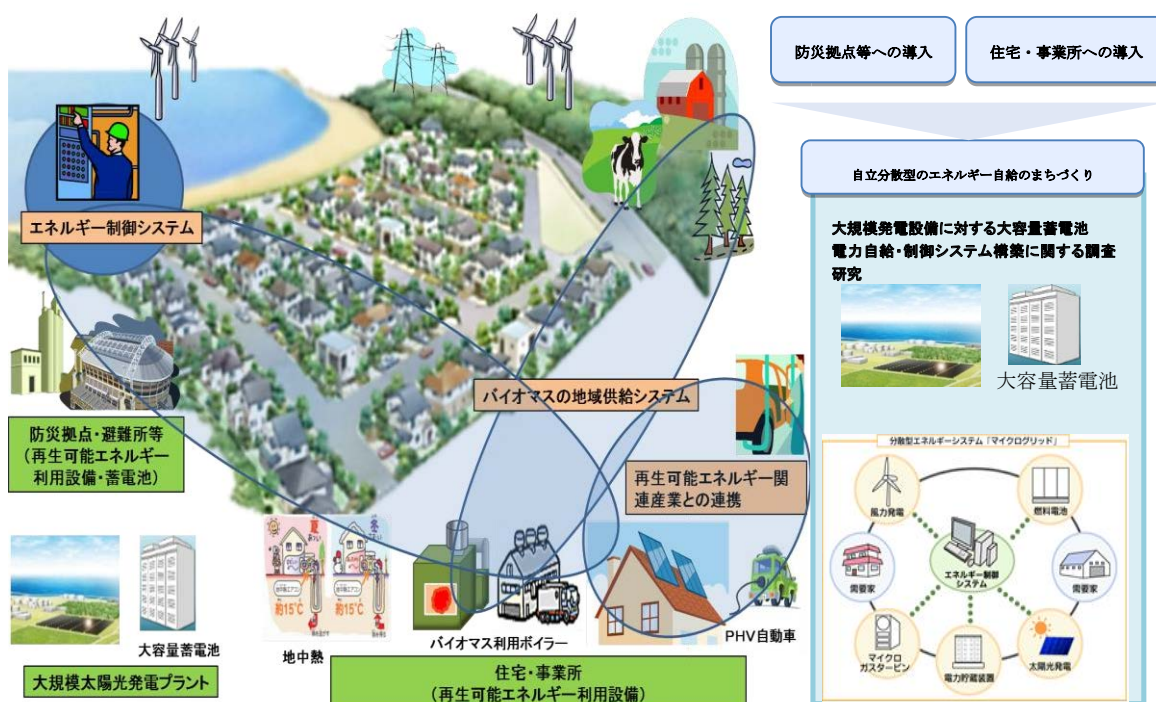 防災拠点等への導入
住宅・事業所への導入
自立分散型のエネルギー自給のまちづくり
大規模発電設備に対する大容量蓄電池
電力自給・制御システム構築に関する調査
研究
大容量蓄電池
分散型エネルギーシステム「マイクログリッド」
風力発電
燃料電池
エネルギー制御
システム
需要家
需要家
マイクロ
ガスタービン
電力貯蔵装置
太陽光発電
エネルギー制御システム
バイオマスの地域供給システム
防災拠点・避難所等
(再生可能エネルギー
利用設備・蓄電池)
再生可能エネルギー関
連産業との連携
大容量蓄電池
大規模太陽光発電プラント
夏
冬
約15℃
約15℃
地中熱
バイオマス利用ボイラー
PHV自動車
住宅・事業所
(再生可能エネルギー利用設備)